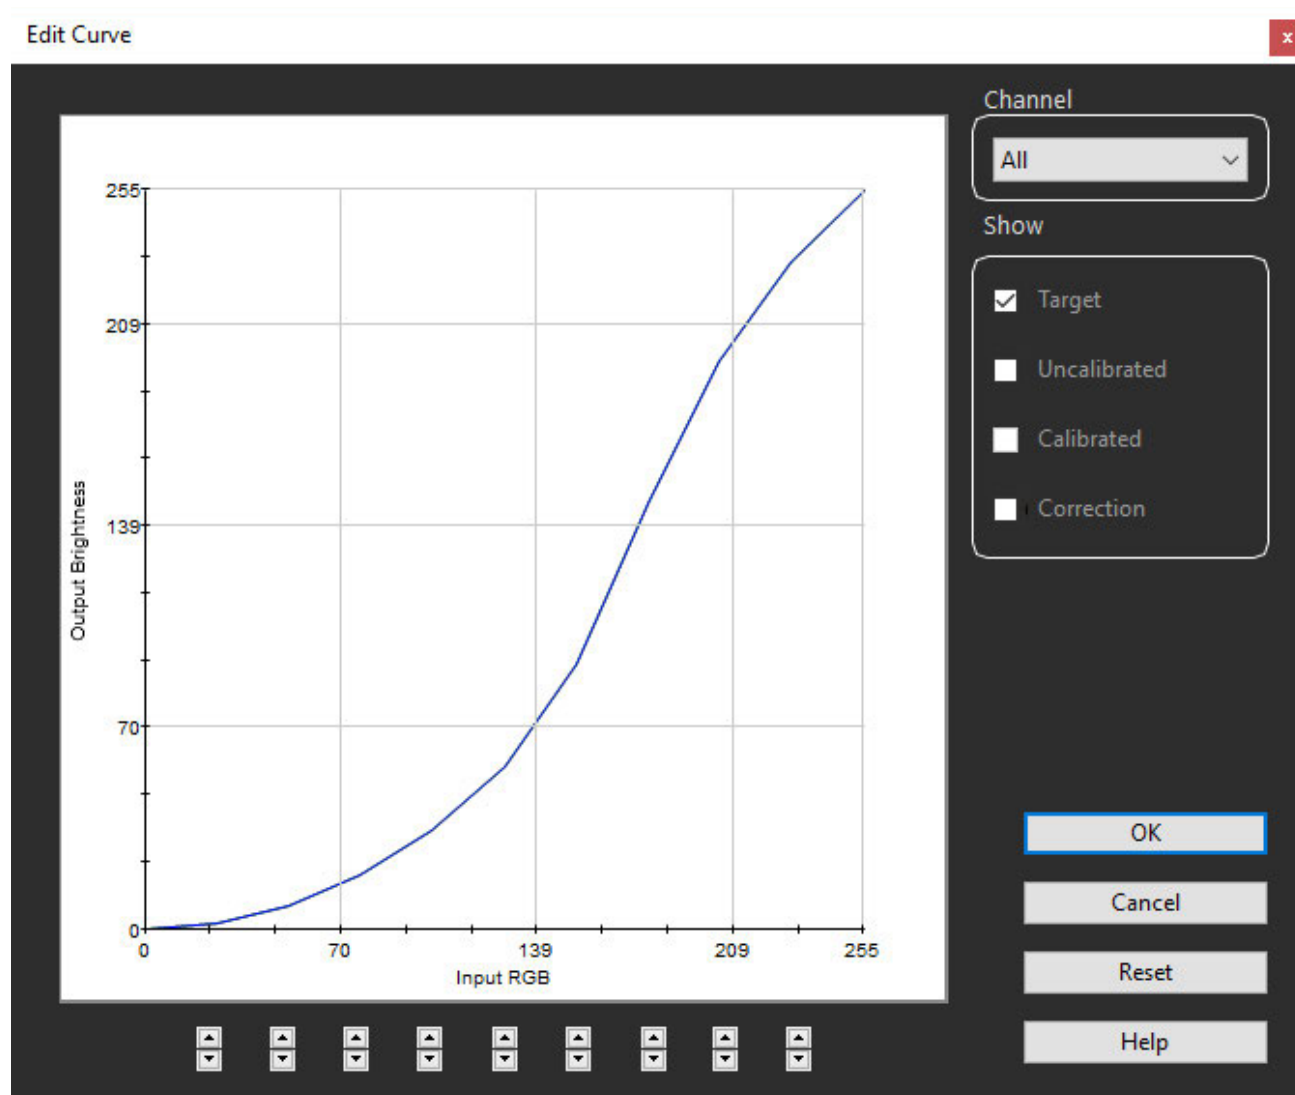 Edit Curve
x
Channel
All
Show
Target
Uncalibrated
Calibrated
Correction
255
209
139
70
0
Output Brightness
0 70 139 209 255
Input RGB
OK
Cancel
Reset
Help